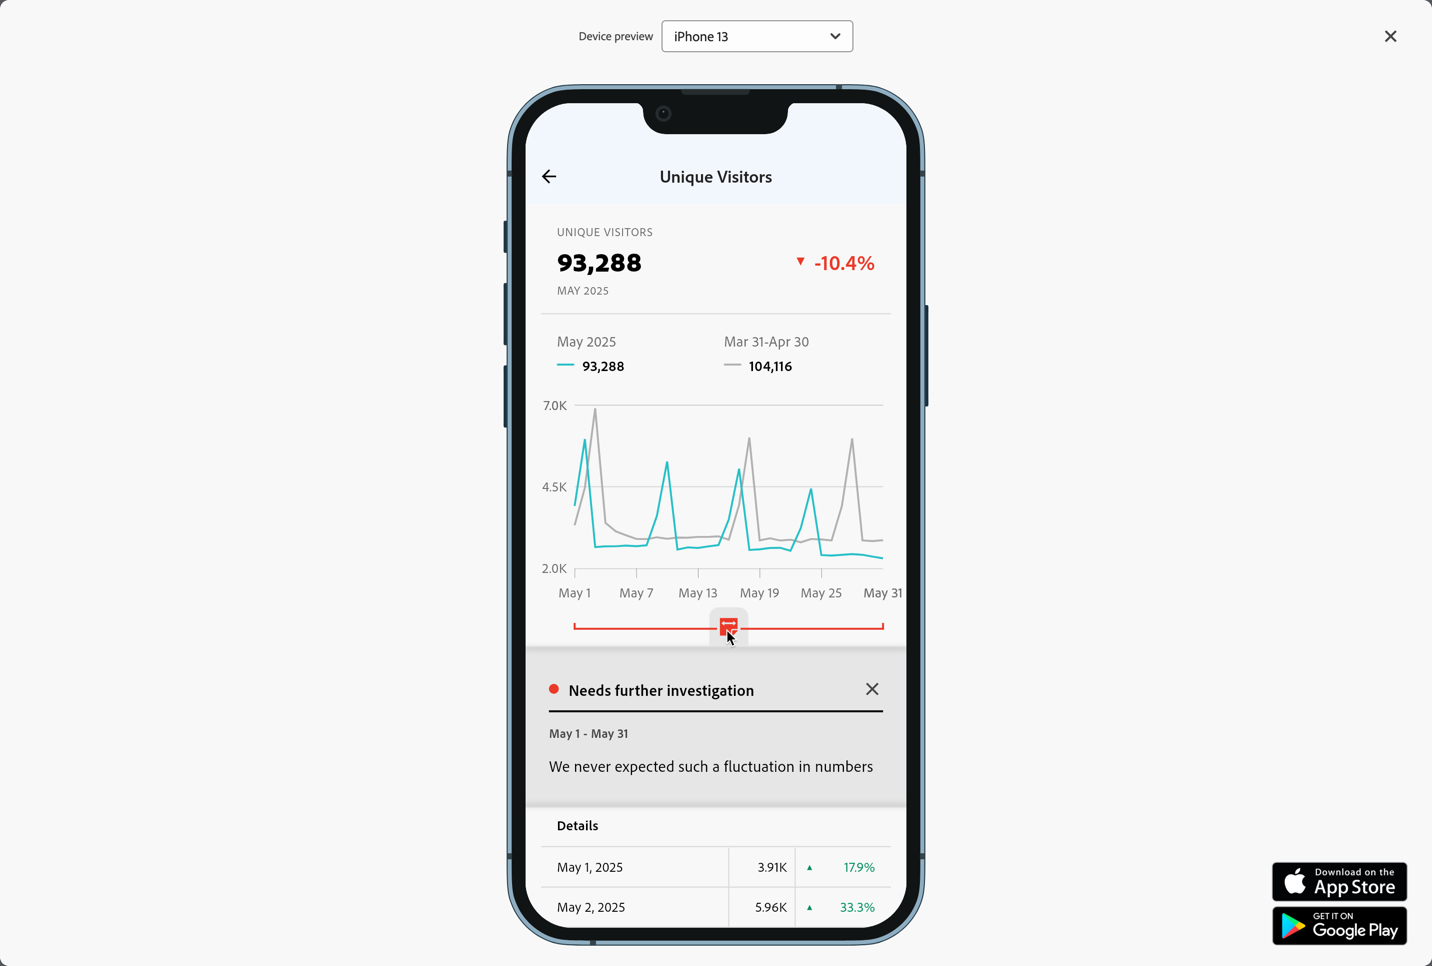 Device preview iPhone 13
Unique Visitors
UNIQUE VISITORS
93,288 ▼ -10.4%
MAY 2025
May 2025 Mar 31-Apr 30
93,288 104,116
7.0K
4.5K
2.0K
May 1 May 7 May 13 May 19 May 25 May 31
Needs further investigation
May 1 - May 31
We never expected such a fluctuation in numbers
Details
May 1, 2025 3.91K ▲ 17.9%
May 2, 2025 5.96K ▲ 33.3%
Download on the
App Store
GET IT ON
Google Play